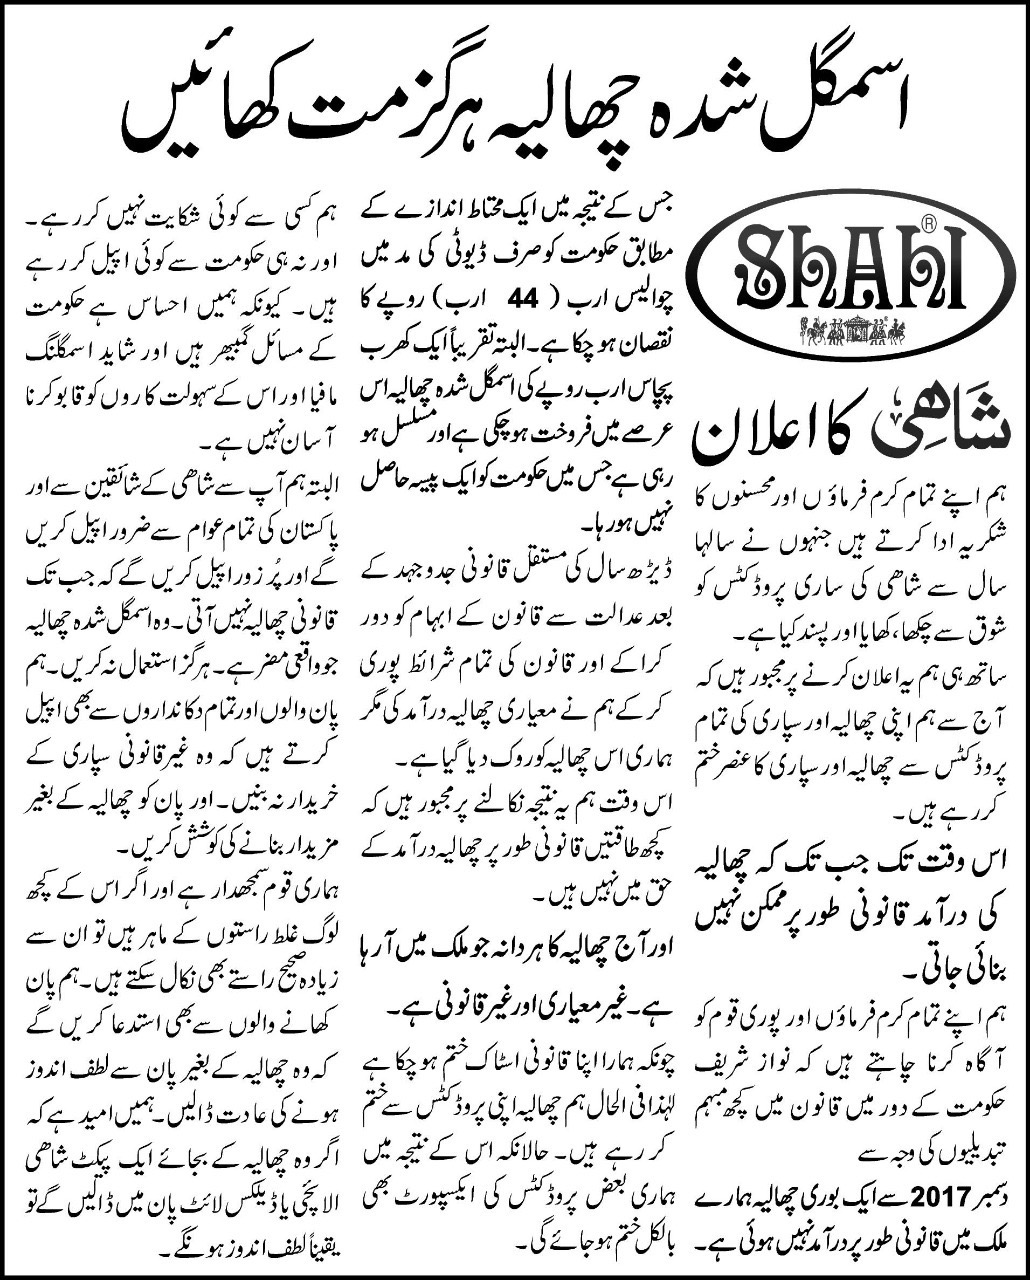 اسمگل شدہ چھالیہ ہرگز مت کھائیں
SHAHI ®
شاھی کا اعلان
ہم اپنے تمام کرم فرماؤں اور محسنوں کا
شکریہ ادا کرتے ہیں جنہوں نے سالہا
سال سے شاھی کی ساری پروڈکٹس کو
شوق سے چکھا، کھایا اور پسند کیا ہے۔
ساتھ ہی ہم یہ اعلان کرنے پر مجبور ہیں کہ
آج سے ہم اپنی چھالیہ اور سپاری کی تمام
پروڈکٹس سے چھالیہ اور سپاری کا عنصر ختم
کر رہے ہیں۔
اس وقت تک جب تک کہ چھالیہ
کی درآمد قانونی طور پر ممکن نہیں
بنائی جاتی۔
ہم اپنے تمام کرم فرماؤں اور پوری قوم کو
آگاہ کرنا چاہتے ہیں کہ نواز شریف
حکومت کے دور میں قانون میں کچھ مبہم
تبدیلیوں کی وجہ سے
دسمبر 2017 سے ایک بوری چھالیہ ہمارے
ملک میں قانونی طور پر درآمد نہیں ہوئی ہے۔
جس کے نتیجہ میں ایک محتاط اندازے کے
مطابق حکومت کو صرف ڈیوٹی کی مد میں
چوالیس ارب ( 44 ارب) روپے کا
نقصان ہو چکا ہے۔ البتہ تقریباً ایک کھرب
پچاس ارب روپے کی اسمگل شدہ چھالیہ اس
عرصے میں فروخت ہو چکی ہے اور مسلسل ہو
رہی ہے جس میں حکومت کو ایک پیسہ حاصل
نہیں ہو رہا۔
ڈیڑھ سال کی مستقل قانونی جدوجہد کے
بعد عدالت سے قانون کے ابہام کو دور
کرا کے اور قانون کی تمام شرائط پوری
کر کے ہم نے معیاری چھالیہ درآمد کی مگر
ہماری اس چھالیہ کو روک دیا گیا ہے۔
اس وقت ہم یہ نتیجہ نکالنے پر مجبور ہیں کہ
کچھ طاقتیں قانونی طور پر چھالیہ درآمد کے
حق میں نہیں ہیں۔
اور آج چھالیہ کا ہر دانہ جو ملک میں آ رہا
ہے۔ غیر معیاری اور غیر قانونی ہے۔
چونکہ ہمارا اپنا قانونی اسٹاک ختم ہو چکا ہے
لہٰذا فی الحال ہم چھالیہ اپنی پروڈکٹس سے ختم
کر رہے ہیں۔ حالانکہ اس کے نتیجہ میں
ہماری بعض پروڈکٹس کی ایکسپورٹ بھی
بالکل ختم ہو جائے گی۔
ہم کسی سے کوئی شکایت نہیں کر رہے۔
اور نہ ہی حکومت سے کوئی اپیل کر رہے
ہیں۔ کیونکہ ہمیں احساس ہے حکومت
کے مسائل گمبھیر ہیں اور شاید اسمگلنگ
مافیا اور اس کے سہولت کاروں کو قابو کرنا
آسان نہیں ہے۔
البتہ ہم آپ سے شاھی کے شائقین سے اور
پاکستان کی تمام عوام سے ضرور اپیل کریں
گے اور پُر زور اپیل کریں گے کہ جب تک
قانونی چھالیہ نہیں آتی۔ وہ اسمگل شدہ چھالیہ
جو واقعی مضر ہے۔ ہرگز استعمال نہ کریں۔ ہم
پان والوں اور تمام دکانداروں سے بھی اپیل
کرتے ہیں کہ وہ غیر قانونی سپاری کے
خریدار نہ بنیں۔ اور پان کو چھالیہ کے بغیر
مزیدار بنانے کی کوشش کریں۔
ہماری قوم سمجھدار ہے اور اگر اس کے کچھ
لوگ غلط راستوں کے ماہر ہیں تو ان سے
زیادہ صحیح راستے بھی نکال سکتے ہیں۔ ہم پان
کھانے والوں سے بھی استدعا کریں گے
کہ وہ چھالیہ کے بغیر پان سے لطف اندوز
ہونے کی عادت ڈالیں۔ ہمیں امید ہے کہ
اگر وہ چھالیہ کے بجائے ایک پیکٹ شاھی
الائچی یا ڈیلکس لائٹ پان میں ڈالیں گے تو
یقیناً لطف اندوز ہونگے۔